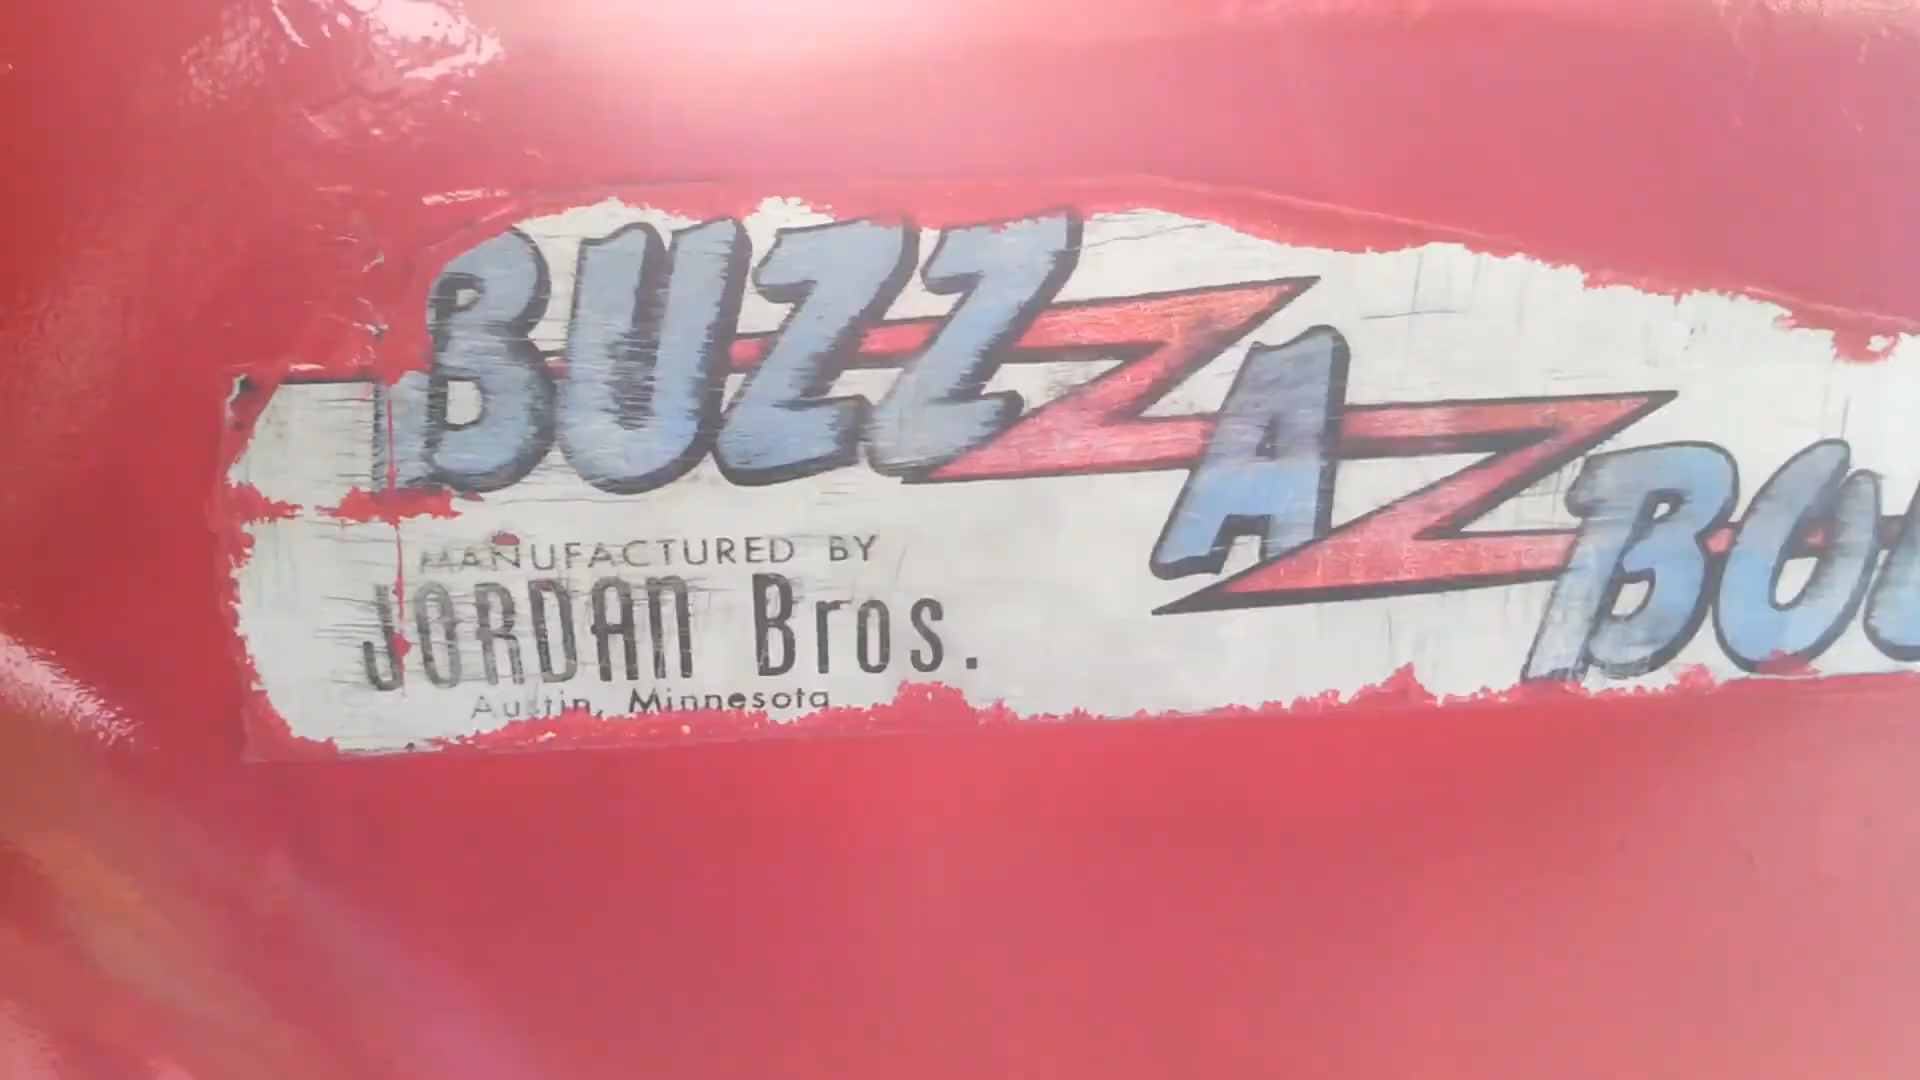 BUZZ
A
MANUFACTURED BY
JORDAN Bros.
Austin, Minnesota